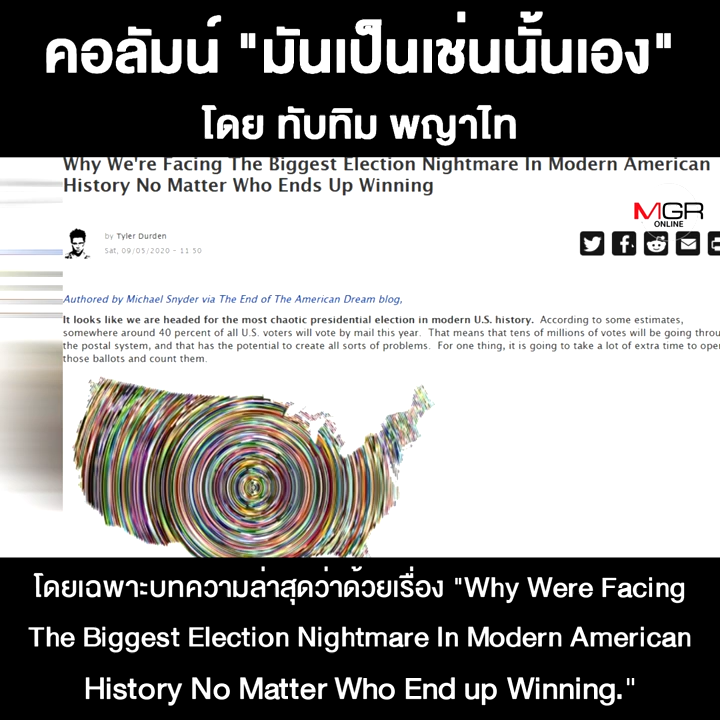 คอลัมน์ "มันเป็นเช่นนั้นเอง"
โดย ทับทิม พญาไท
Why We're Facing The Biggest Election Nightmare In Modern American
History No Matter Who Ends Up Winning
MGR
ONLINE
by Tyler Durden
Sat, 09/05/2020 - 11:50
Authored by Michael Snyder via The End of The American Dream blog,
It looks like we are headed for the most chaotic presidential election in modern U.S. history. According to some estimates,
somewhere around 40 percent of all U.S. voters will vote by mail this year. That means that tens of millions of votes will be going throu
the postal system, and that has the potential to create all sorts of problems. For one thing, it is going to take a lot of extra time to oper
those ballots and count them.
โดยเฉพาะบทความล่าสุดว่าด้วยเรื่อง "Why Were Facing
The Biggest Election Nightmare In Modern American
History No Matter Who End up Winning."